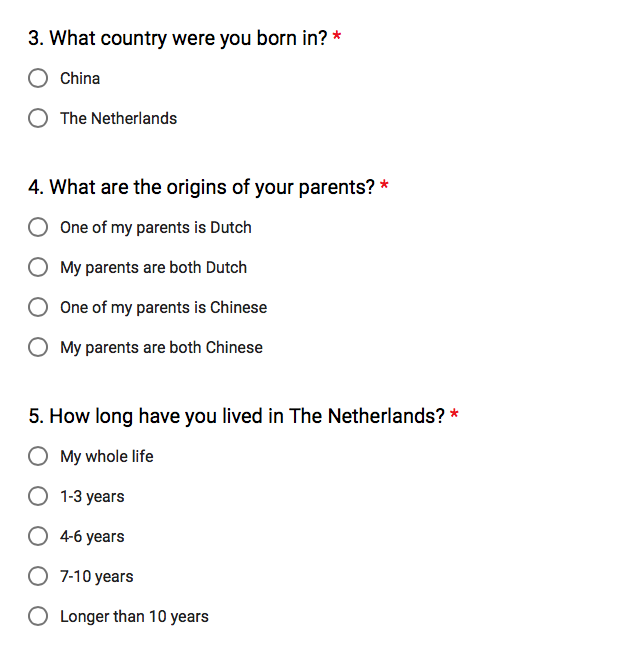 3. What country were you born in? *
China
The Netherlands
4. What are the origins of your parents? *
One of my parents is Dutch
My parents are both Dutch
One of my parents is Chinese
My parents are both Chinese
5. How long have you lived in The Netherlands? *
My whole life
1-3 years
4-6 years
7-10 years
Longer than 10 years